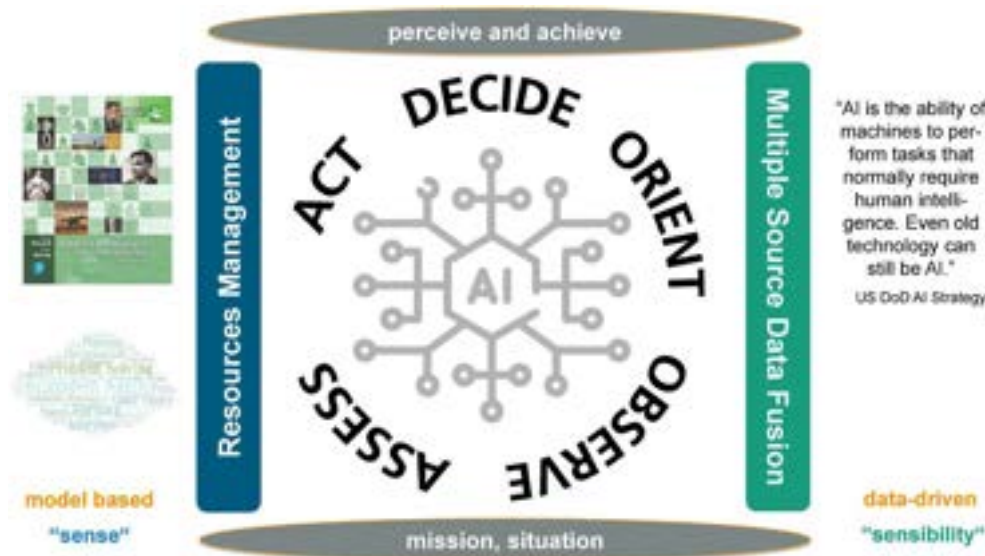 perceive and achieve
Resources Management
ACT
DECIDE
ORIENT
OBSERVE
ASSESS
AI
Multiple Source Data Fusion
"AI is the ability of
machines to per-
form tasks that
normally require
human intelli-
gence. Even old
technology can
still be AI."
US DoD AI Strategy
model based
"sense"
data-driven
"sensibility"
mission, situation